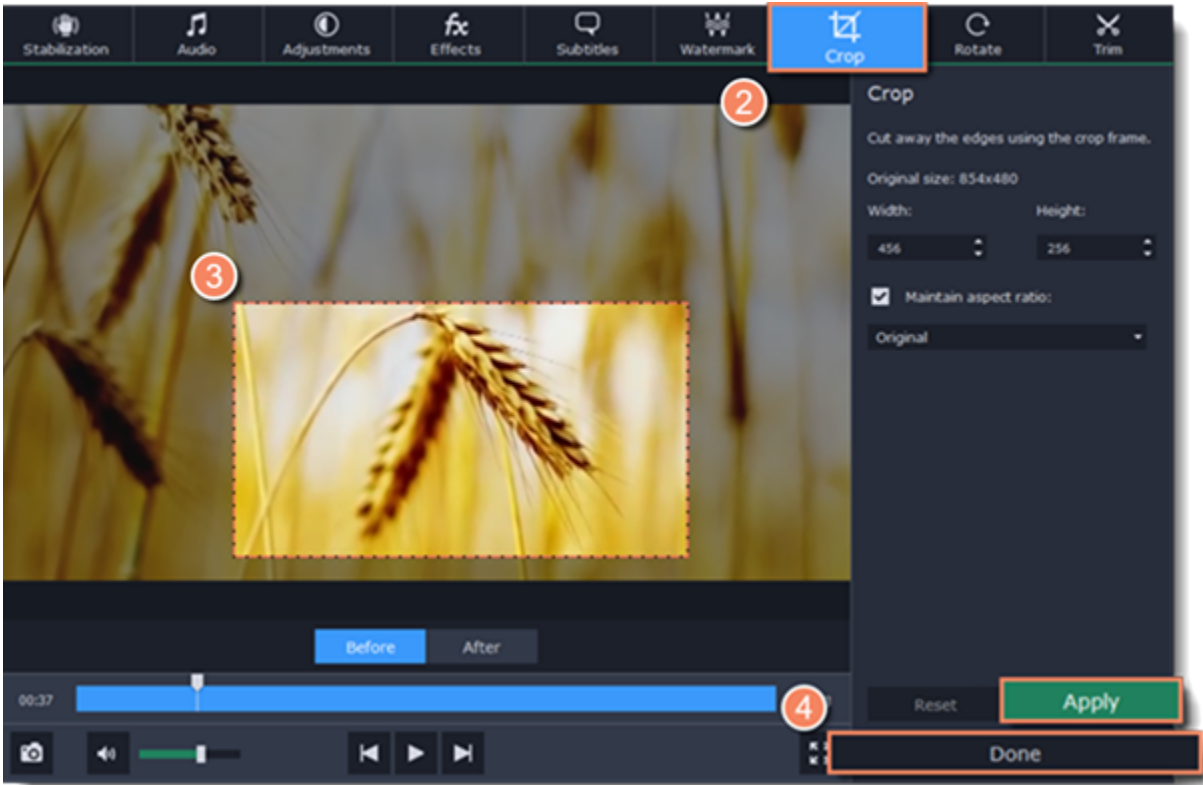 Stabilization
Audio
Adjustments
fx
Effects
Subtitles
Watermark
Crop
Rotate
Trim
2
Crop
Cut away the edges using the crop frame.
Original size: 854x480
Width: Height:
456 256
Maintain aspect ratio:
Original
3
Before After
00:37
4
Reset Apply
Done